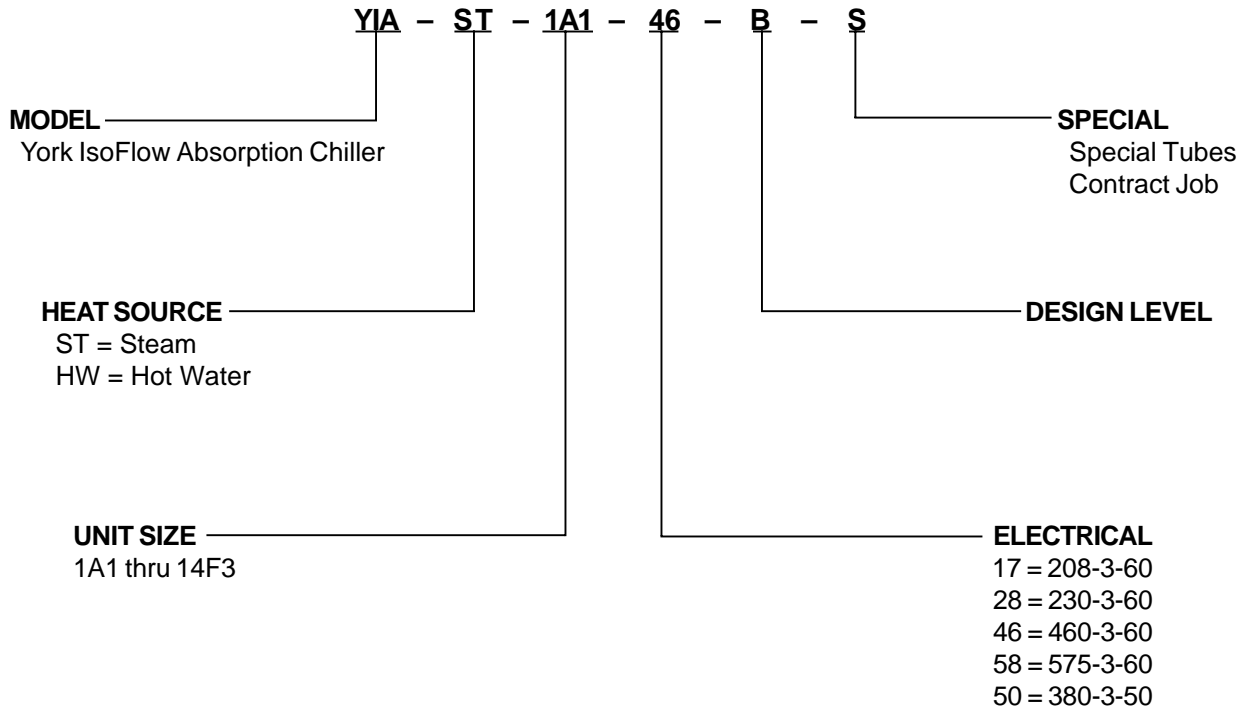 YIA – ST – 1A1 – 46 – B – S
MODEL
York IsoFlow Absorption Chiller
SPECIAL
Special Tubes
Contract Job
HEAT SOURCE
ST = Steam
HW = Hot Water
DESIGN LEVEL
UNIT SIZE
1A1 thru 14F3
ELECTRICAL
17 = 208-3-60
28 = 230-3-60
46 = 460-3-60
58 = 575-3-60
50 = 380-3-50